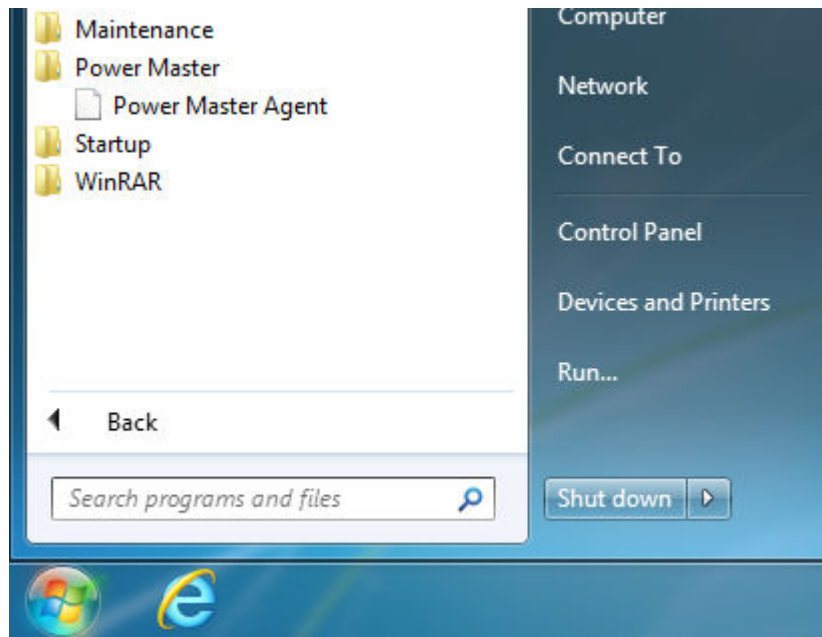 Maintenance
Power Master
Power Master Agent
Startup
WinRAR
Back
Search programs and files
Computer
Network
Connect To
Control Panel
Devices and Printers
Run...
Shut down